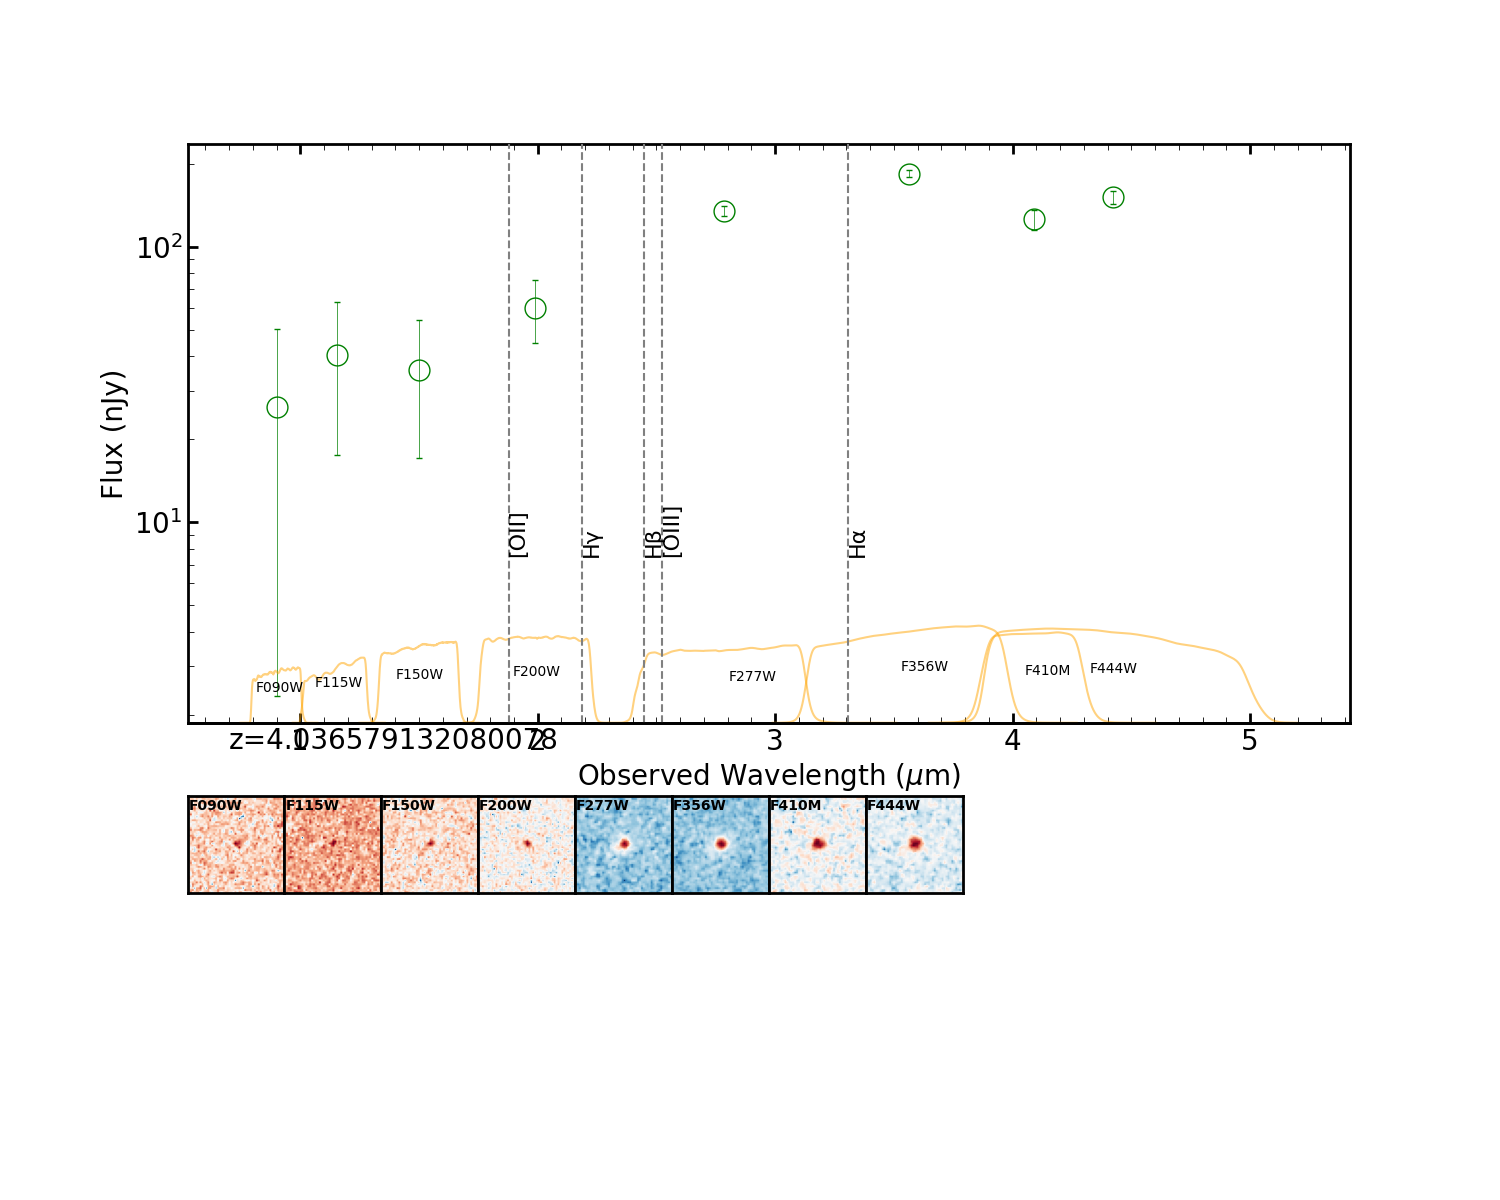 10²
10¹
Flux (nJy)
[OII]
Hγ
Hβ
[OIII]
Hα
F090W
F115W
F150W
F200W
F277W
F356W
F410M
F444W
1 2 3 4 5
z=4.036579132080078
Observed Wavelength (μm)
F090W F115W F150W F200W F277W F356W F410M F444W